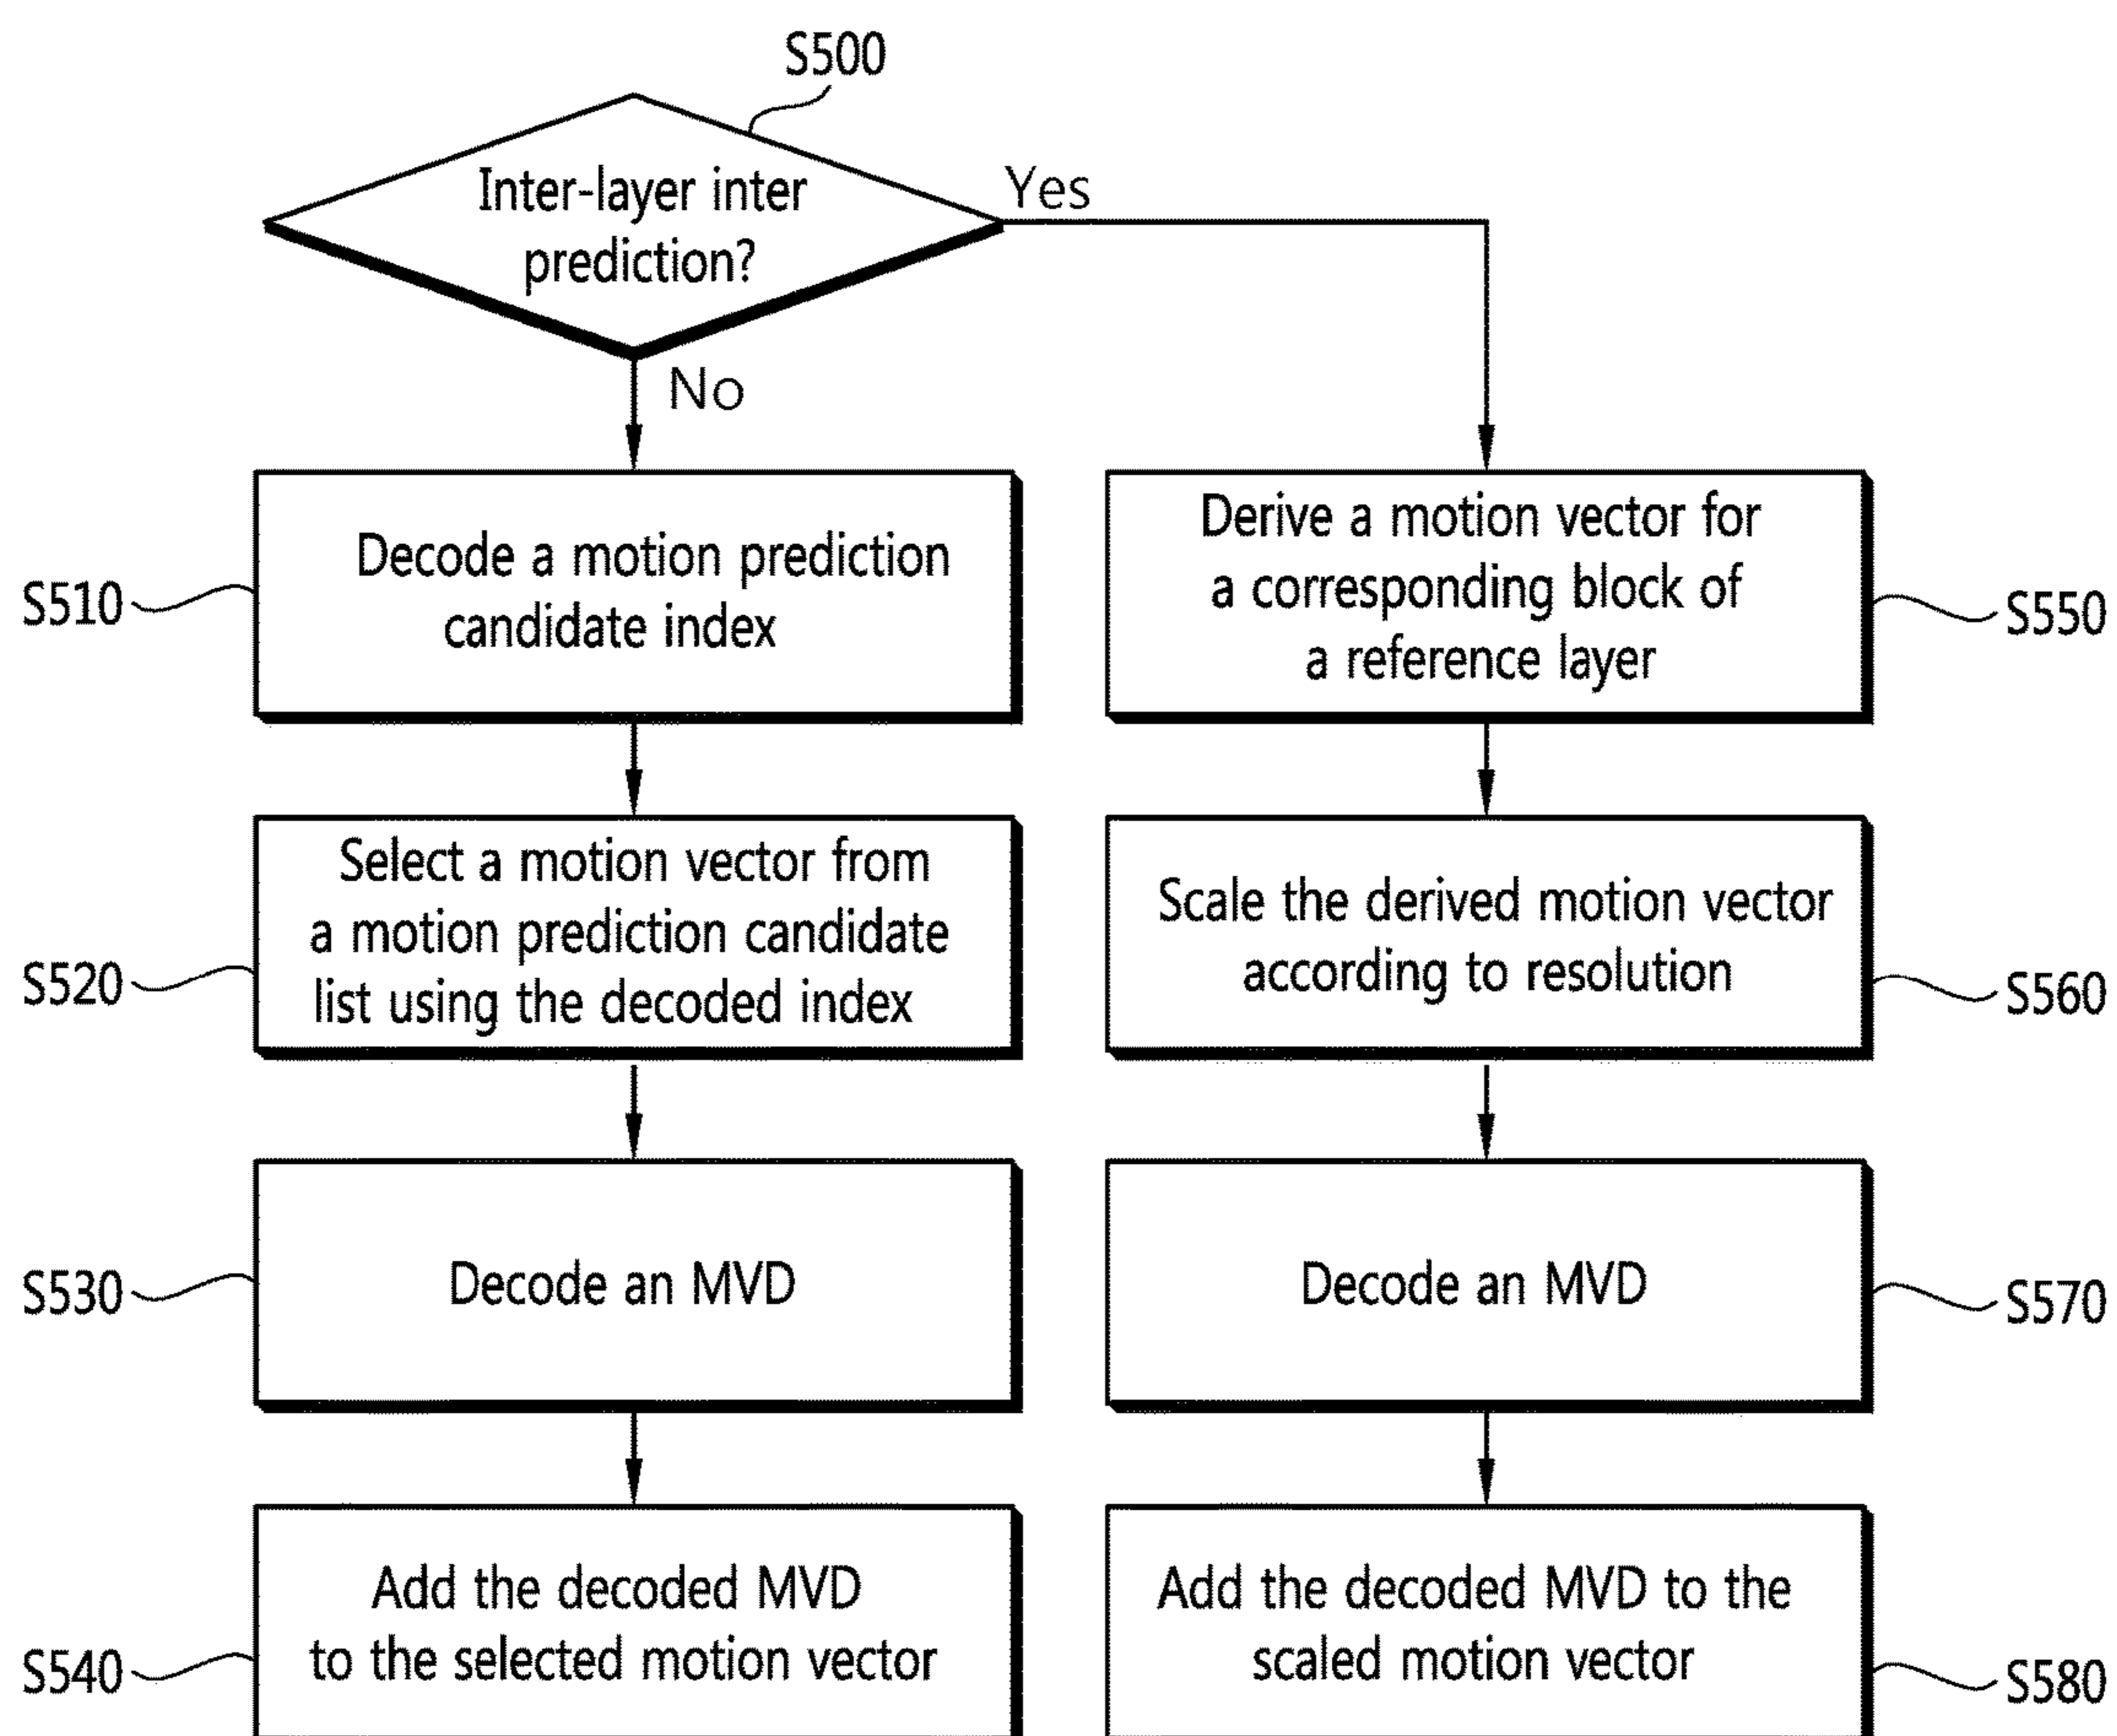 S500
Inter-layer inter
prediction?
Yes
No
S510
Decode a motion prediction
candidate index
Derive a motion vector for
a corresponding block of
a reference layer
S550
S520
Select a motion vector from
a motion prediction candidate
list using the decoded index
Scale the derived motion vector
according to resolution
S560
S530
Decode an MVD
Decode an MVD
S570
S540
Add the decoded MVD
to the selected motion vector
Add the decoded MVD to the
scaled motion vector
S580